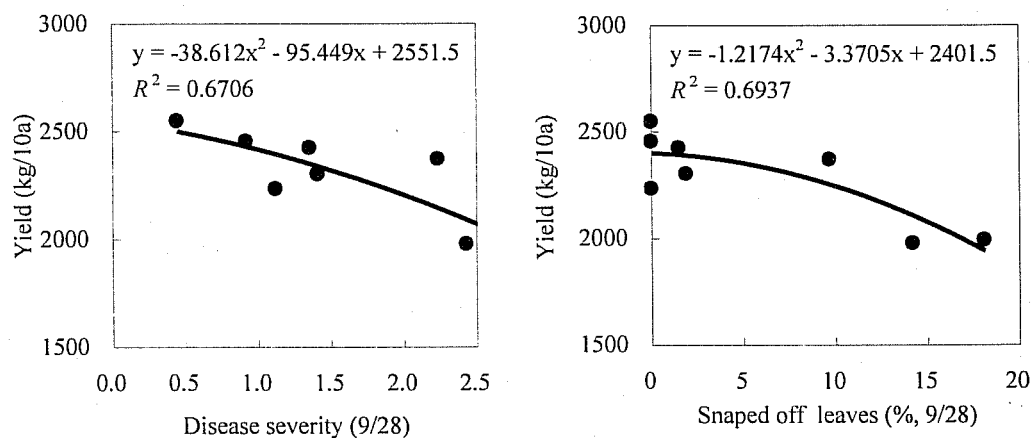 3000
y = -38.612x² - 95.449x + 2551.5
R² = 0.6706
2500
2000
1500
Yield (kg/10a)
0.0 0.5 1.0 1.5 2.0 2.5
Disease severity (9/28)
3000
y = -1.2174x² - 3.3705x + 2401.5
R² = 0.6937
2500
2000
1500
Yield (kg/10a)
0 5 10 15 20
Snaped off leaves (%, 9/28)